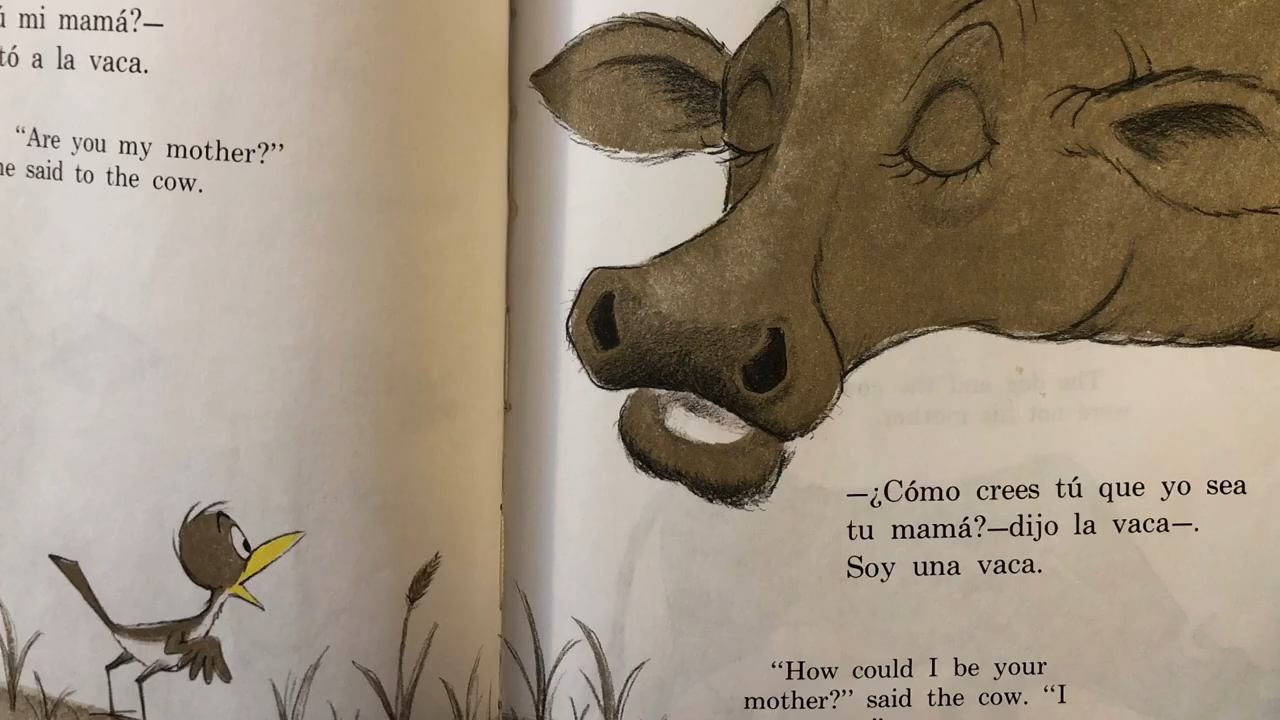 mi mamá?—
a la vaca.
“Are you my mother?”
said to the cow.
—¿Cómo crees tú que yo sea
tu mamá?—dijo la vaca—.
Soy una vaca.
“How could I be your
mother?” said the cow. “I